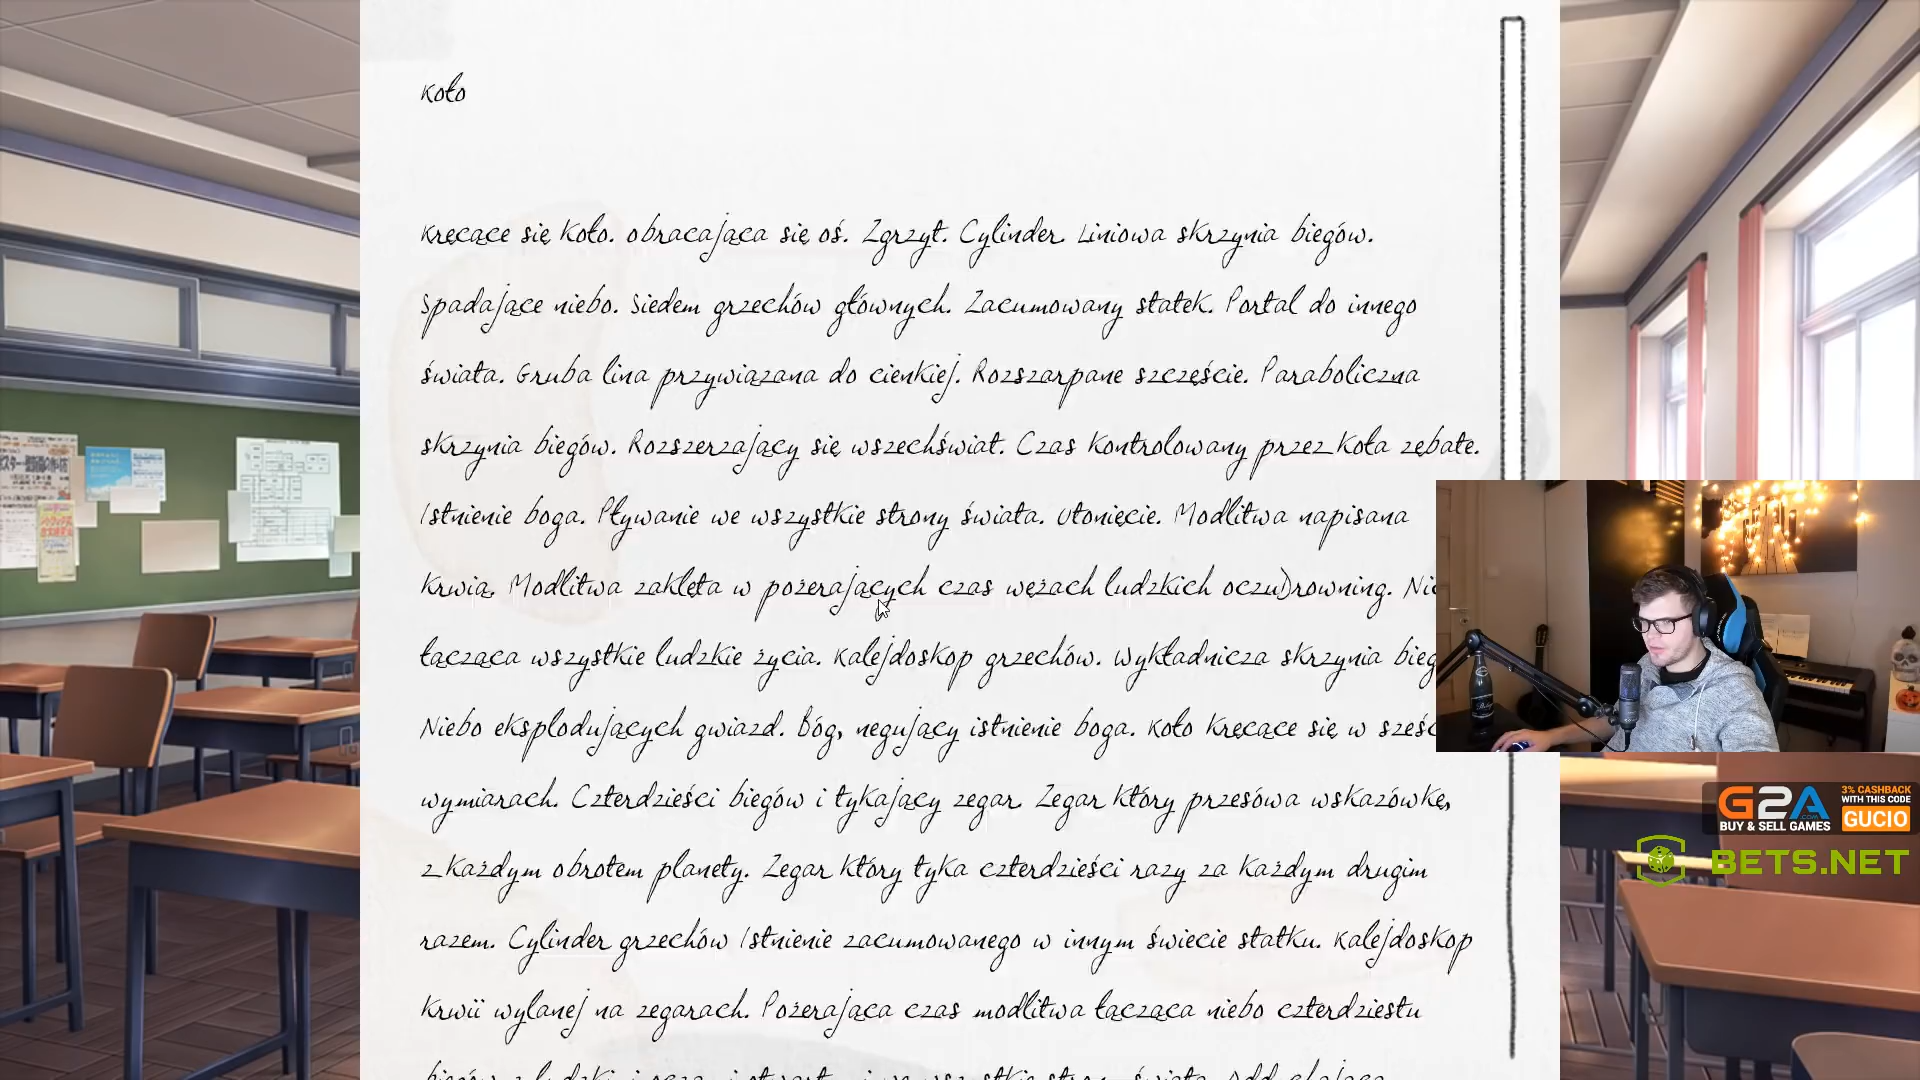 Koło
Kręcące się koło. Obracająca się oś. Zgrzyt. Cylinder. Liniowa skrzynia biegów.
Spadające niebo. Siedem grzechów głównych. Zacumowany statek. Portal do innego
świata. Gruba lina przywiązana do cienkiej. Rozszarpane szczęście. Paraboliczna
skrzynia biegów. Rozszerzający się wszechświat. Czas kontrolowany przez koła zębate.
Istnienie boga. Pływanie we wszystkie strony świata. Utonięcie. Modlitwa napisana
krwią. Modlitwa zaklęta w pożerających czas wężach ludzkich oczu)rowning.
łącząca wszystkie ludzkie życia. Kalejdoskop grzechów. Wykładnicza skrzynia
Niebo eksplodujących gwiazd. Bóg, negujący istnienie boga. Koło kręcące się w
wymiarach. Czterdzieści biegów i tykający zegar. Zegar który przesówa wskazówkę,
z każdym obrotem planety. Zegar który tyka czterdzieści razy za każdym drugim
razem. Cylinder grzechów Istnienie zacumowanego w innym świecie statku. Kalejdoskop
krwii wylanej na zegarach. Pożerająca czas modlitwa łącząca niebo czterdziestu
G2A.com
BUY & SELL GAMES
3% CASHBACK
WITH THIS CODE
GUCIO
BETS.NET